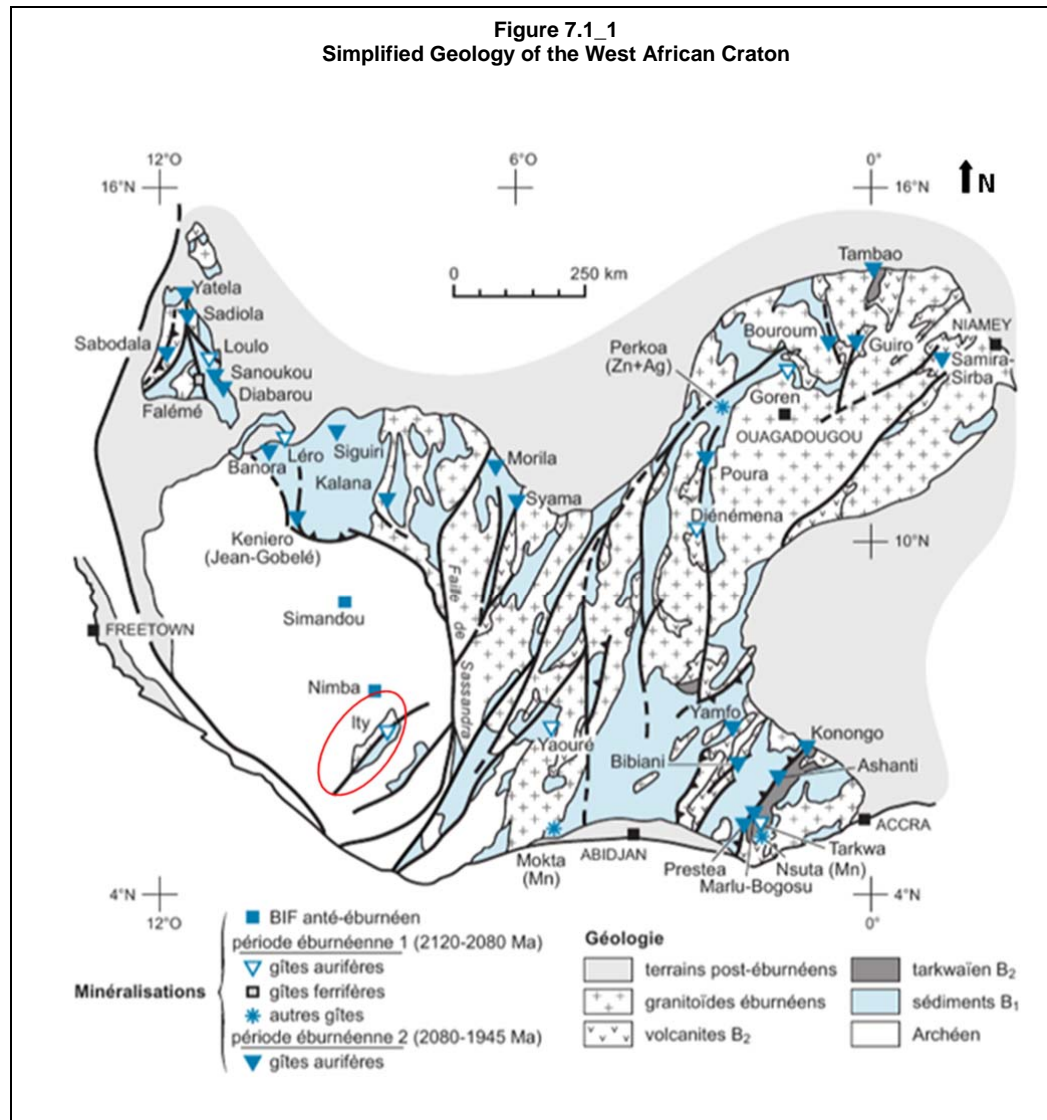 Figure 7.1_1
Simplified Geology of the West African Craton
12°O
6°O
0°
16°N
16°N
N
0
250 km
Tambao
Yatela
Sadiola
Bouroum
Guiro
NIAMEY
Sabodala
Loulo
Perkoa
(Zn+Ag)
Samira
Sirba
Sanoukou
Goren
Diabarou
Falémé
OUAGADOUGOU
Léro
Siguiri
Banora
Morila
Poura
Kalana
Syama
Diénémena
Keniero
(Jean-Gobelé)
10°N
Faille de Sassandra
Simandou
FREETOWN
Nimba
Ity
Yaouré
Yamfo
Konongo
Bibiani
Ashanti
ACCRA
Mokta
(Mn)
ABIDJAN
Prestea
Tarkwa
Nsuta (Mn)
Marlu-Bogosu
4°N
4°N
12°O
0°
Minéralisations
BIF anté-éburnéen
période éburnéenne 1 (2120-2080 Ma)
gîtes aurifères
gîtes ferrifères
autres gîtes
période éburnéenne 2 (2080-1945 Ma)
gîtes aurifères
Géologie
terrains post-éburnéens
granitoïdes éburnéens
volcanites B2
tarkwaïen B2
sédiments B1
Archéen